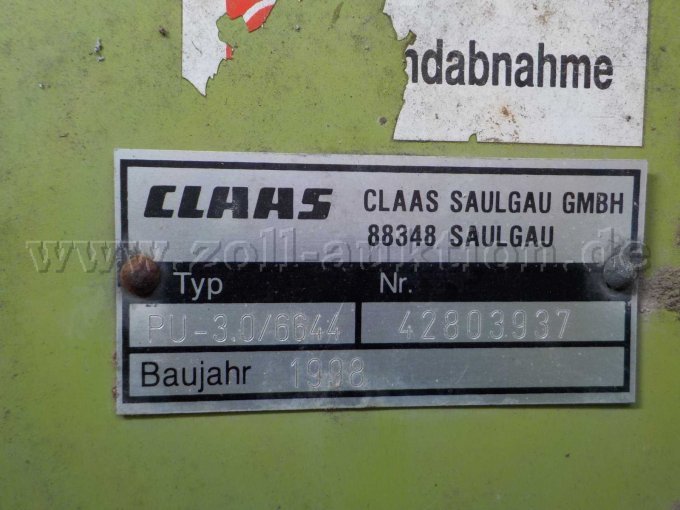 ndabnahme
CLAAS CLAAS SAULGAU GMBH
88348 SAULGAU
www.zoll-auktion.de
Typ Nr.
PU-3.0/6644 42803937
Baujahr 1998